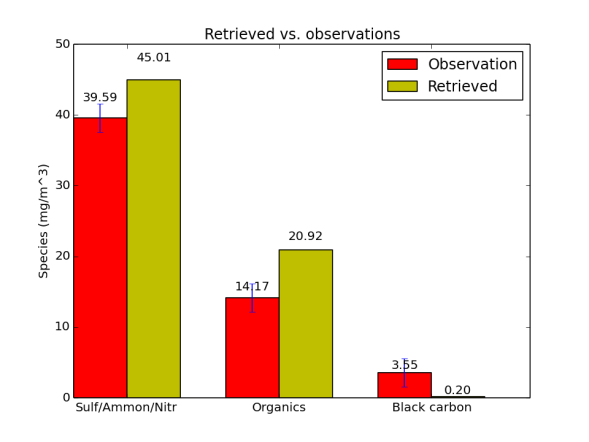 Retrieved vs. observations
50
40
30
20
10
0
Species (mg/m^3)
39.59
45.01
14.17
20.92
3.55
0.20
Observation
Retrieved
Sulf/Ammon/Nitr
Organics
Black carbon